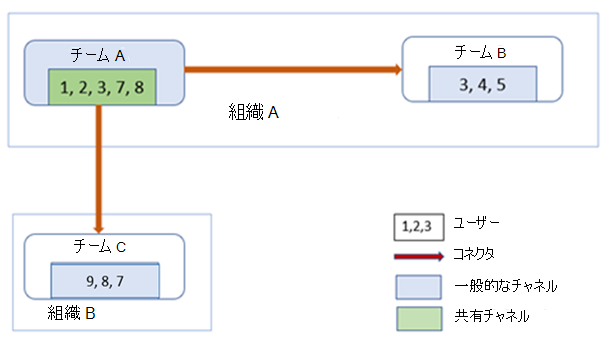 チーム A
1, 2, 3, 7, 8
チーム B
3, 4, 5
組織 A
チーム C
9, 8, 7
組織 B
1,2,3
ユーザー
コネクタ
一般的なチャネル
共有チャネル